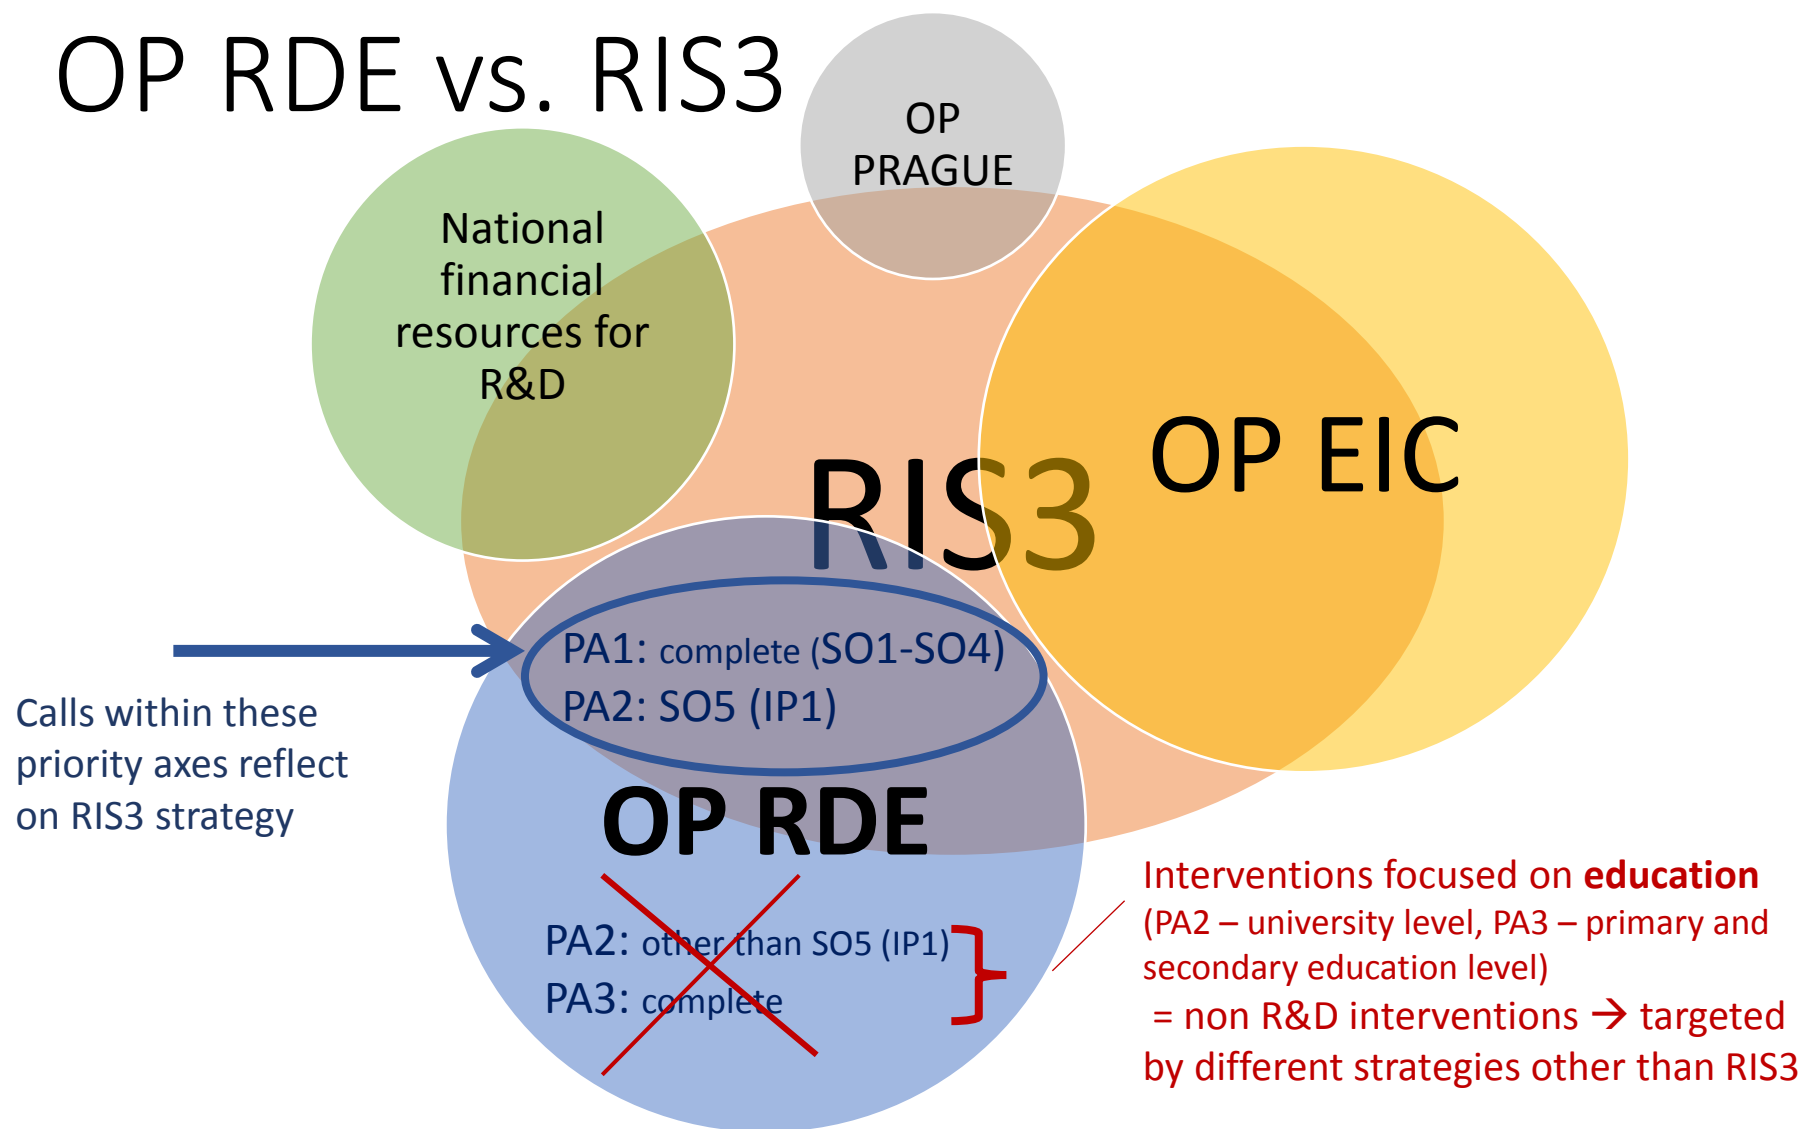 OP RDE vs. RIS3
OP
PRAGUE
National
financial
resources for
R&D
OP EIC
RIS3
PA1: complete (SO1-SO4)
PA2: SO5 (IP1)
Calls within these
priority axes reflect
on RIS3 strategy
OP RDE
PA2: other than SO5 (IP1)
PA3: complete
Interventions focused on education
(PA2 – university level, PA3 – primary and
secondary education level)
= non R&D interventions → targeted
by different strategies other than RIS3